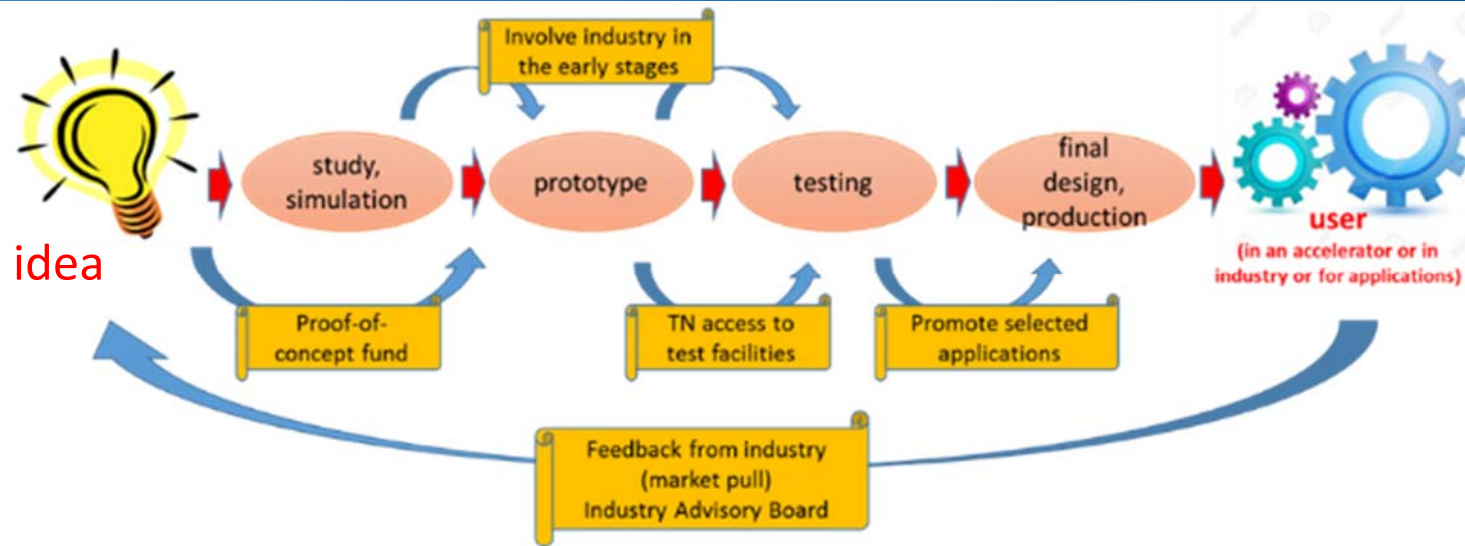 Involve industry in
the early stages
idea
study,
simulation
prototype
testing
final
design,
production
user
(in an accelerator or in
industry or for applications)
Proof-of-
concept fund
TN access to
test facilities
Promote selected
applications
Feedback from industry
(market pull)
Industry Advisory Board